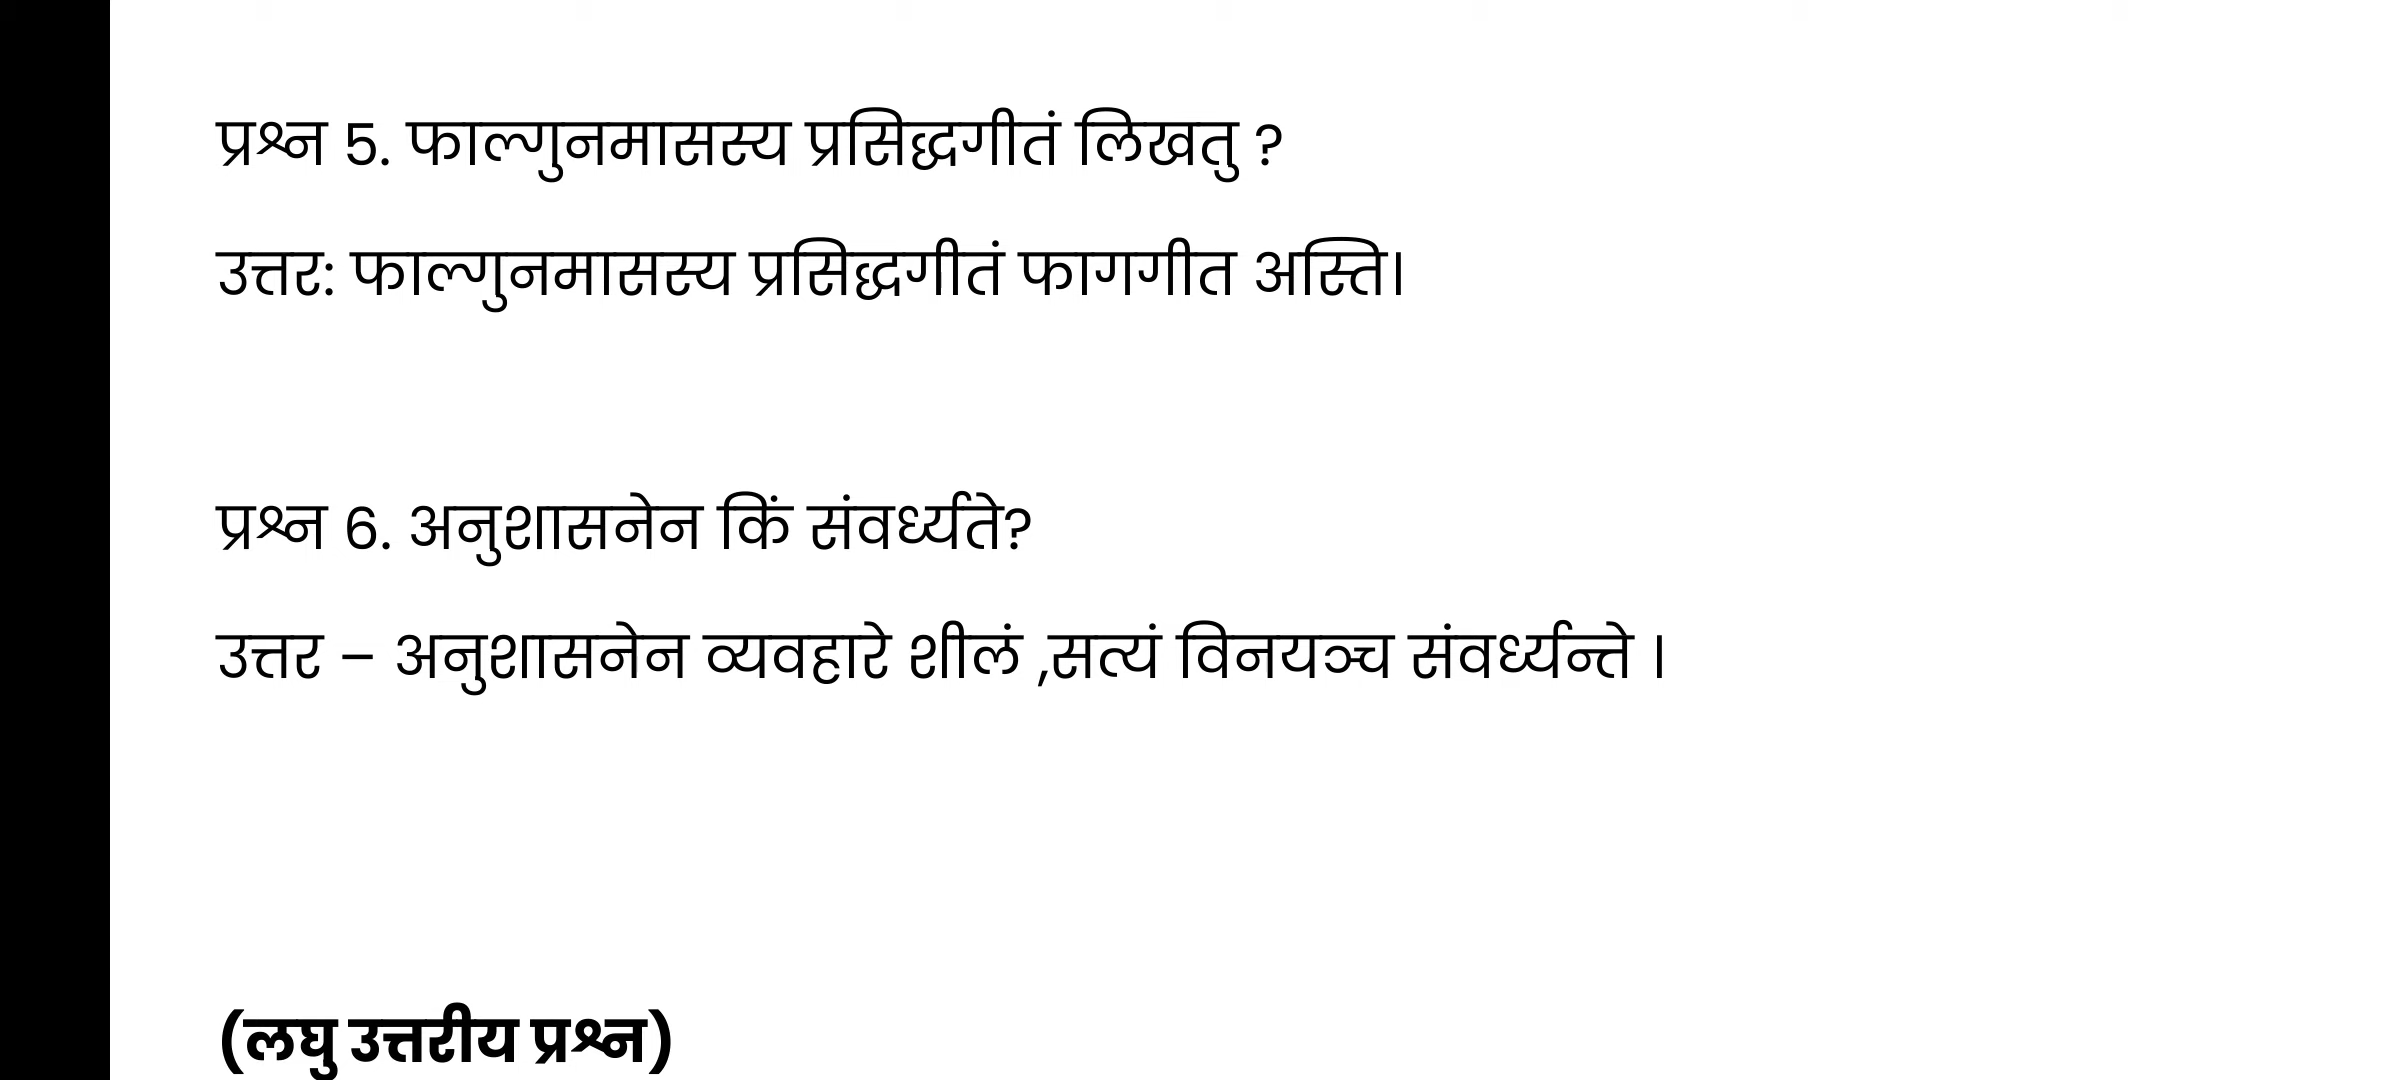 प्रश्न 5. फाल्गुनमासस्य प्रसिद्धगीतं लिखतु ?
उत्तर: फाल्गुनमासस्य प्रसिद्धगीतं फागगीत अस्ति।
प्रश्न 6. अनुशासनेन किं संवर्ध्यते?
उत्तर – अनुशासनेन व्यवहारे शीलं ,सत्यं विनयञ्च संवर्ध्यन्ते ।
(लघु उत्तरीय प्रश्न)